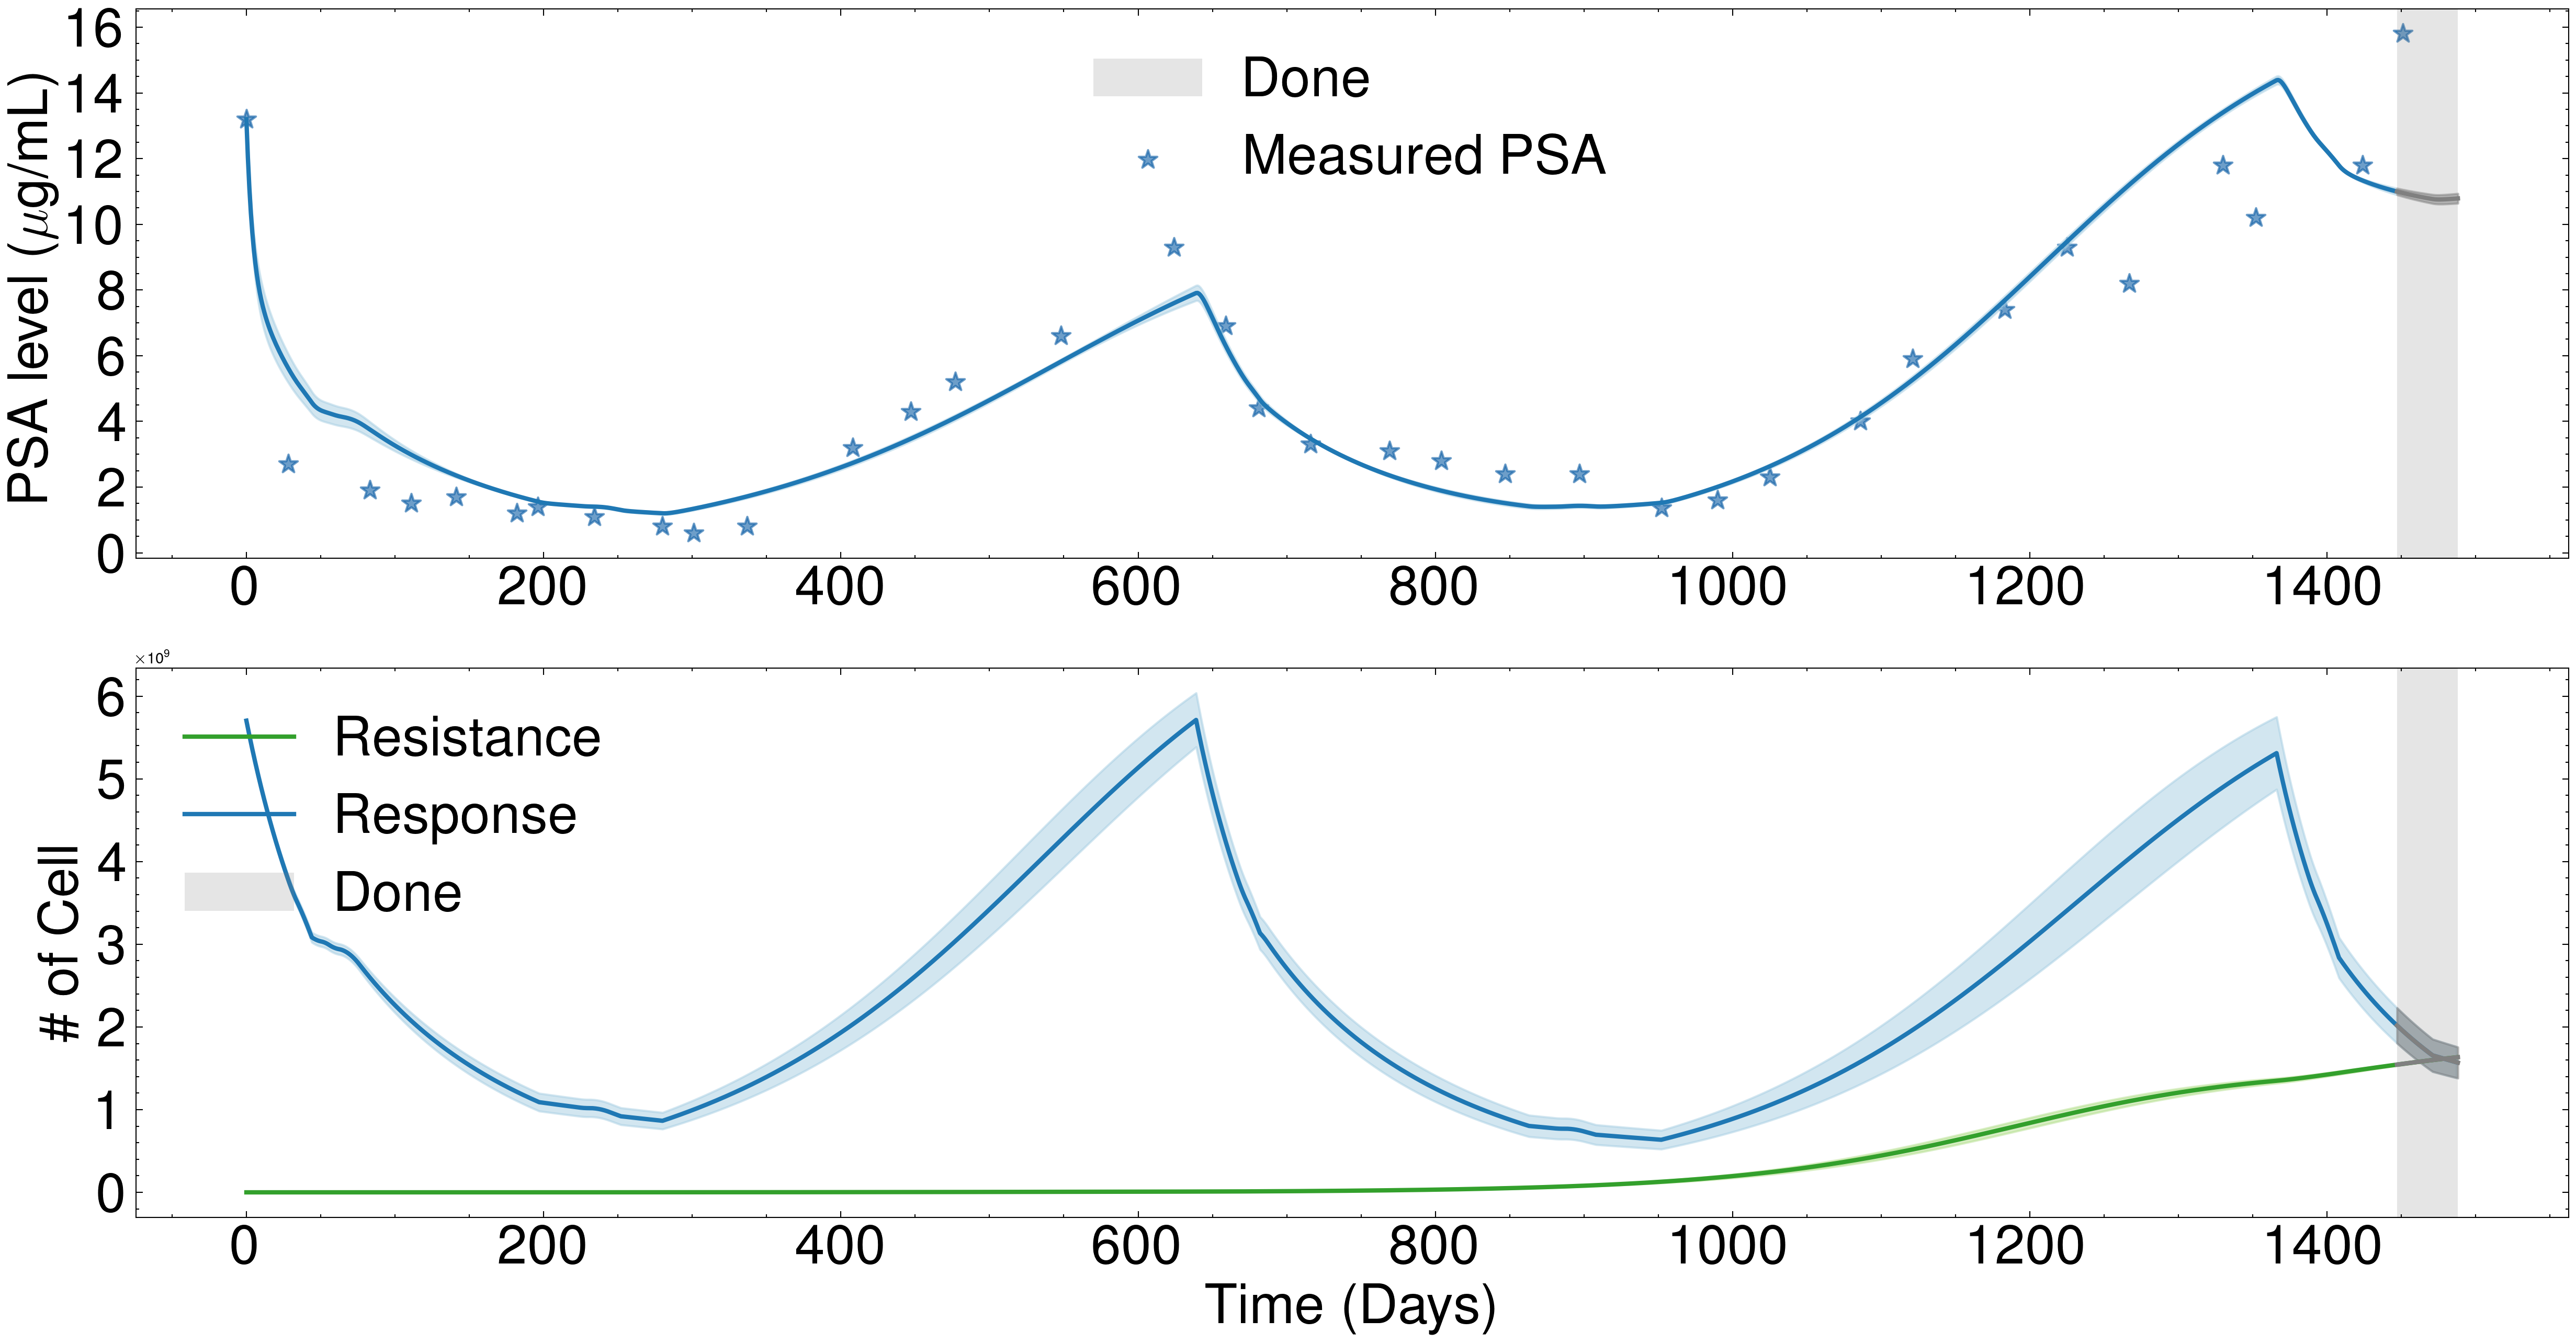 PSA level (μg/mL)
16
14
12
10
8
6
4
2
0
Done
Measured PSA
0 200 400 600 800 1000 1200 1400
×10⁹
# of Cell
6
5
4
3
2
1
0
Resistance
Response
Done
0 200 400 600 800 1000 1200 1400
Time (Days)